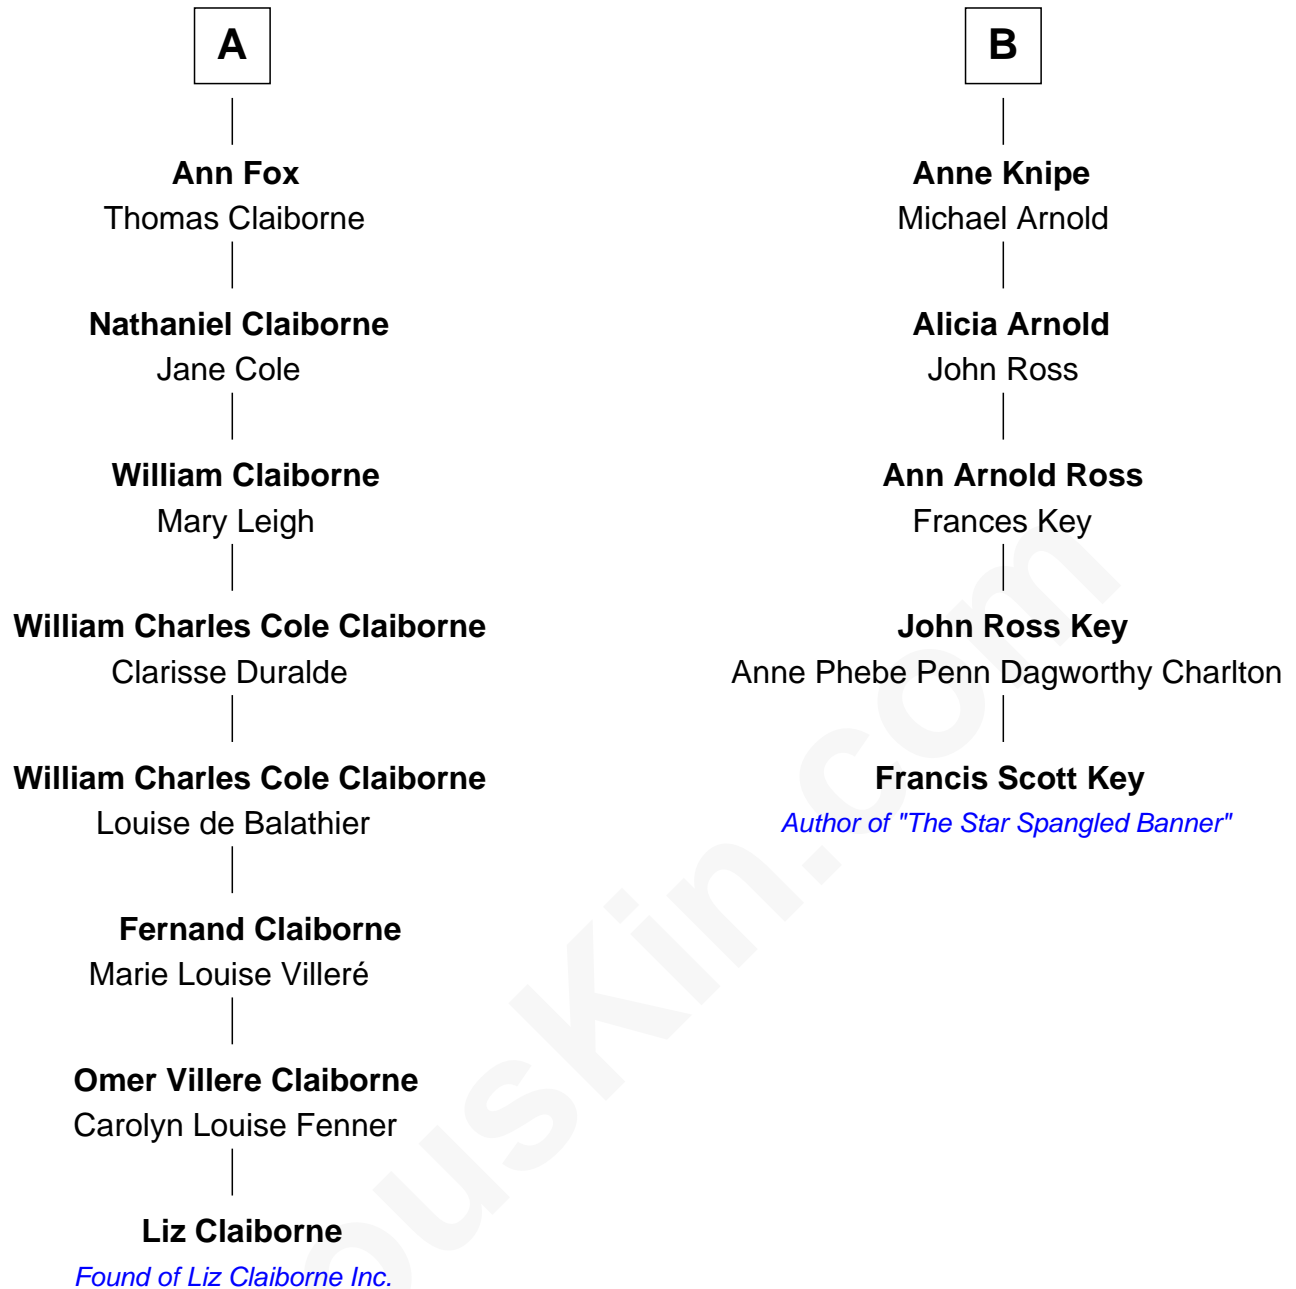 A
Ann Fox
Thomas Claiborne
Nathaniel Claiborne
Jane Cole
William Claiborne
Mary Leigh
William Charles Cole Claiborne
Clarisse Duralde
William Charles Cole Claiborne
Louise de Balathier
Fernand Claiborne
Marie Louise Villeré
Omer Villere Claiborne
Carolyn Louise Fenner
Liz Claiborne
Found of Liz Claiborne Inc.
B
Anne Knipe
Michael Arnold
Alicia Arnold
John Ross
Ann Arnold Ross
Frances Key
John Ross Key
Anne Phebe Penn Dagworthy Charlton
Francis Scott Key
Author of "The Star Spangled Banner"
ousKin.com